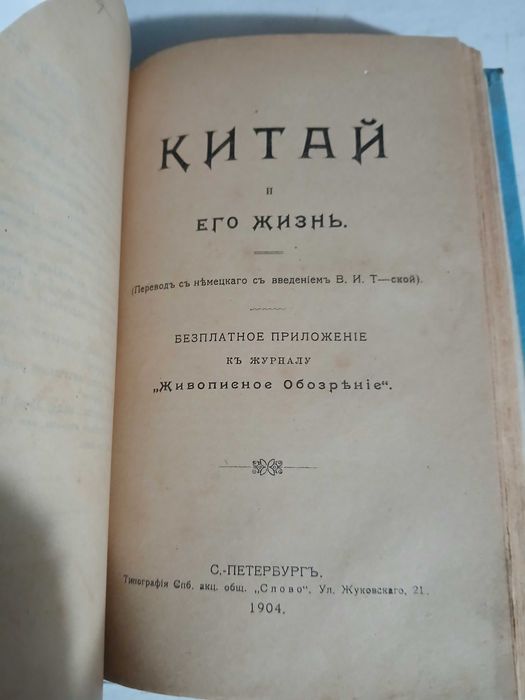 КИТАЙ
И
ЕГО ЖИЗНЬ.
(Переводъ съ нѣмецкаго съ введеніемъ В. И. Т—ской).
БЕЗПЛАТНОЕ ПРИЛОЖЕНІЕ
КЪ ЖУРНАЛУ
„Живописное Обозрѣніе“.
С.-ПЕТЕРБУРГЪ.
Типографія Спб. акц. общ. „Слово“. Ул. Жуковскаго, 21.
1904.